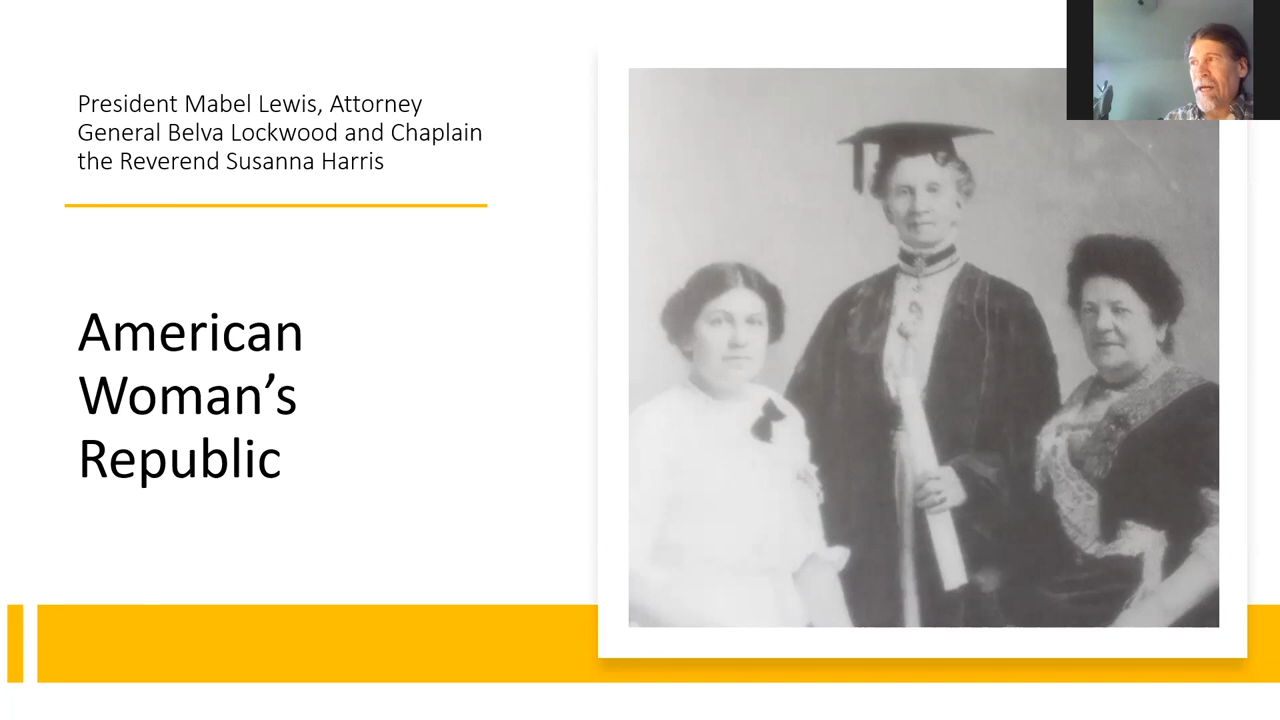 President Mabel Lewis, Attorney
General Belva Lockwood and Chaplain
the Reverend Susanna Harris
American
Woman’s
Republic